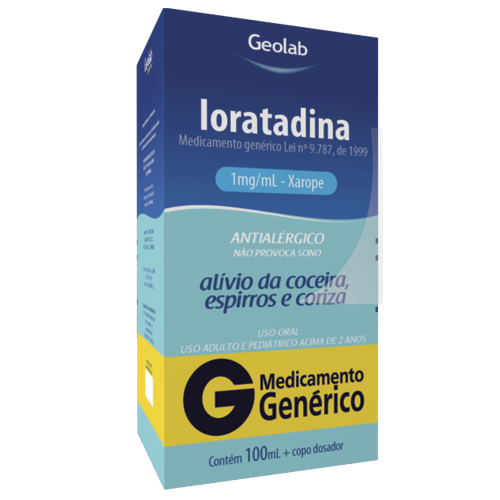 Geolab
loratadina
Medicamento genérico Lei nº 9.787, de 1999
1mg/mL - Xarope
ANTIALÉRGICO
NÃO PROVOCA SONO
alívio da coceira,
espirros e coriza
USO ORAL
USO ADULTO E PEDIÁTRICO ACIMA DE 2 ANOS
G Medicamento
Genérico
Contém 100mL + copo dosador